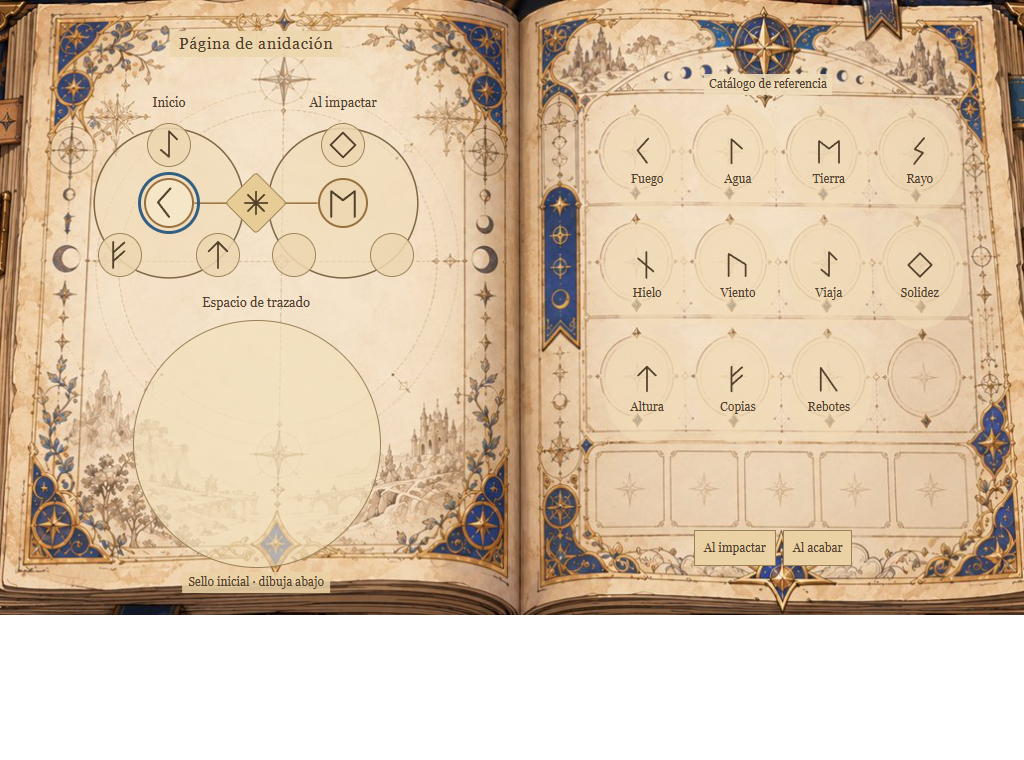 Página de anidación
Inicio
Al impactar
Espacio de trazado
Sello inicial · dibuja abajo
Catálogo de referencia
Fuego
Agua
Tierra
Rayo
Hielo
Viento
Viaja
Solidez
Altura
Copias
Rebotes
Al impactar
Al acabar